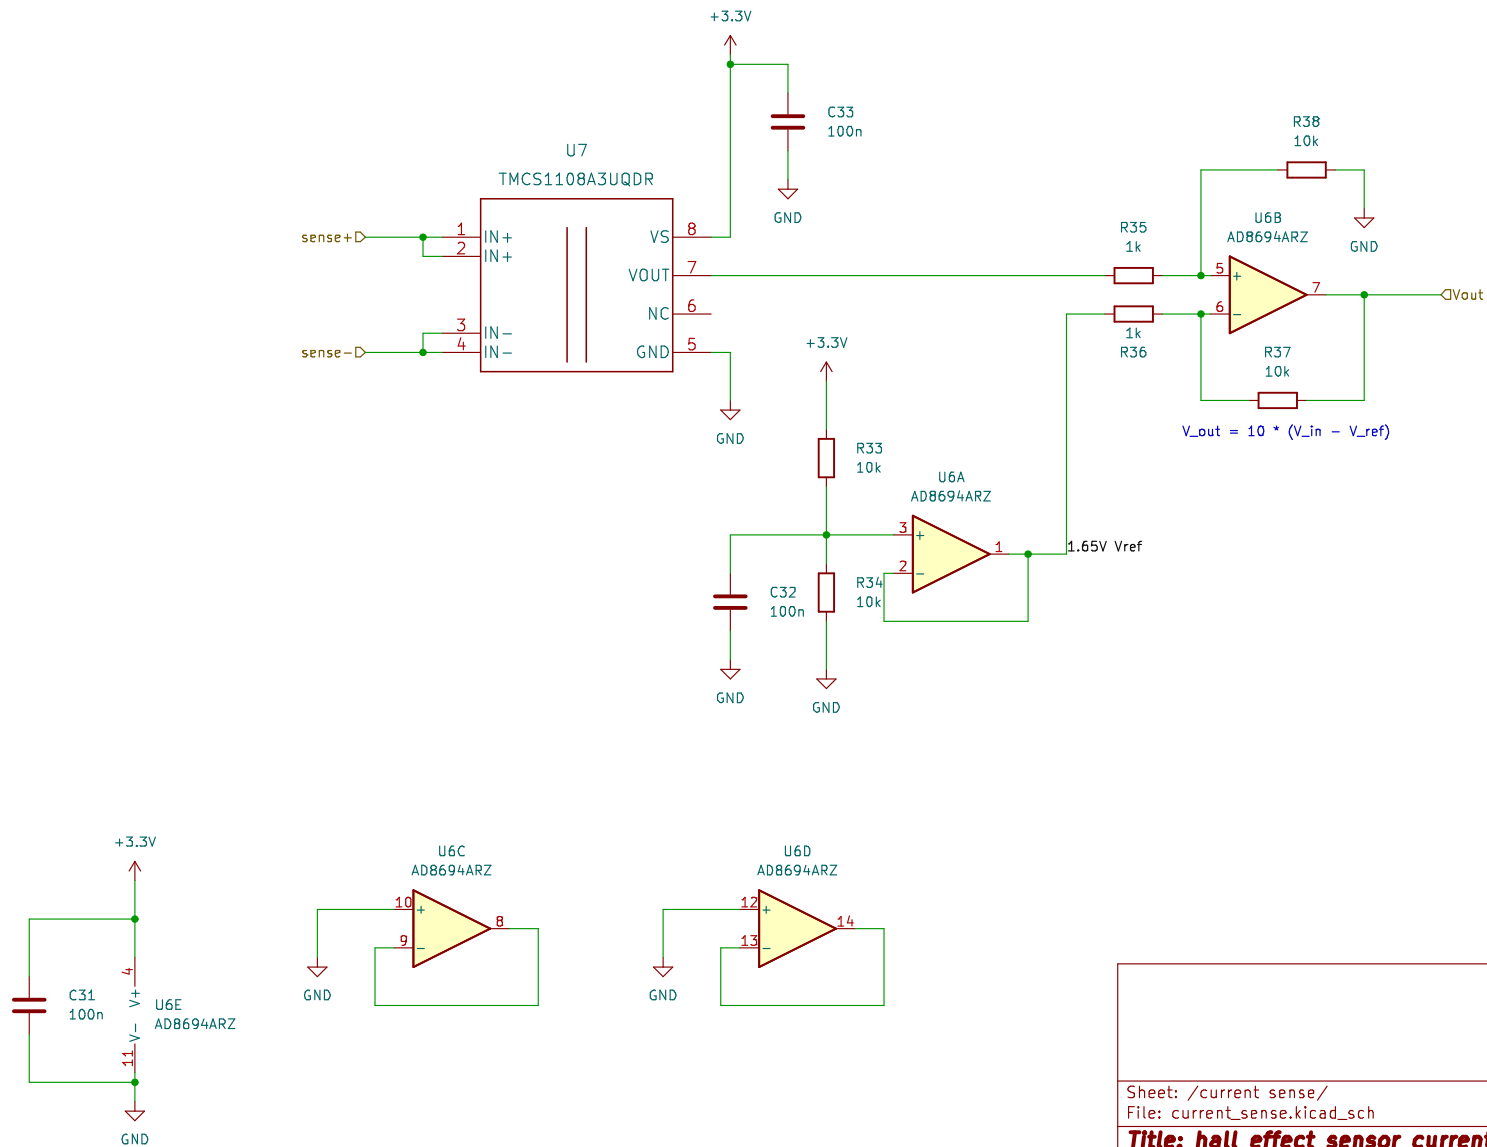 +3.3V
C33
100n
GND
U7
TMCS1108A3UQDR
sense+
1
2
IN+
IN+
sense-
3
4
IN-
IN-
VS
8
VOUT
7
NC
6
GND
5
GND
R38
10k
GND
R35
1k
U6B
AD8694ARZ
5
+
6
-
7
Vout
1k
R36
R37
10k
V_out = 10 * (V_in - V_ref)
+3.3V
R33
10k
U6A
AD8694ARZ
3
+
2
-
1
1.65V Vref
C32
100n
R34
10k
GND
GND
+3.3V
C31
100n
4
V+
V-
11
U6E
AD8694ARZ
GND
U6C
AD8694ARZ
10
+
9
-
8
GND
U6D
AD8694ARZ
12
+
13
-
14
GND
Sheet: /current sense/
File: current_sense.kicad_sch
Title: hall effect sensor current